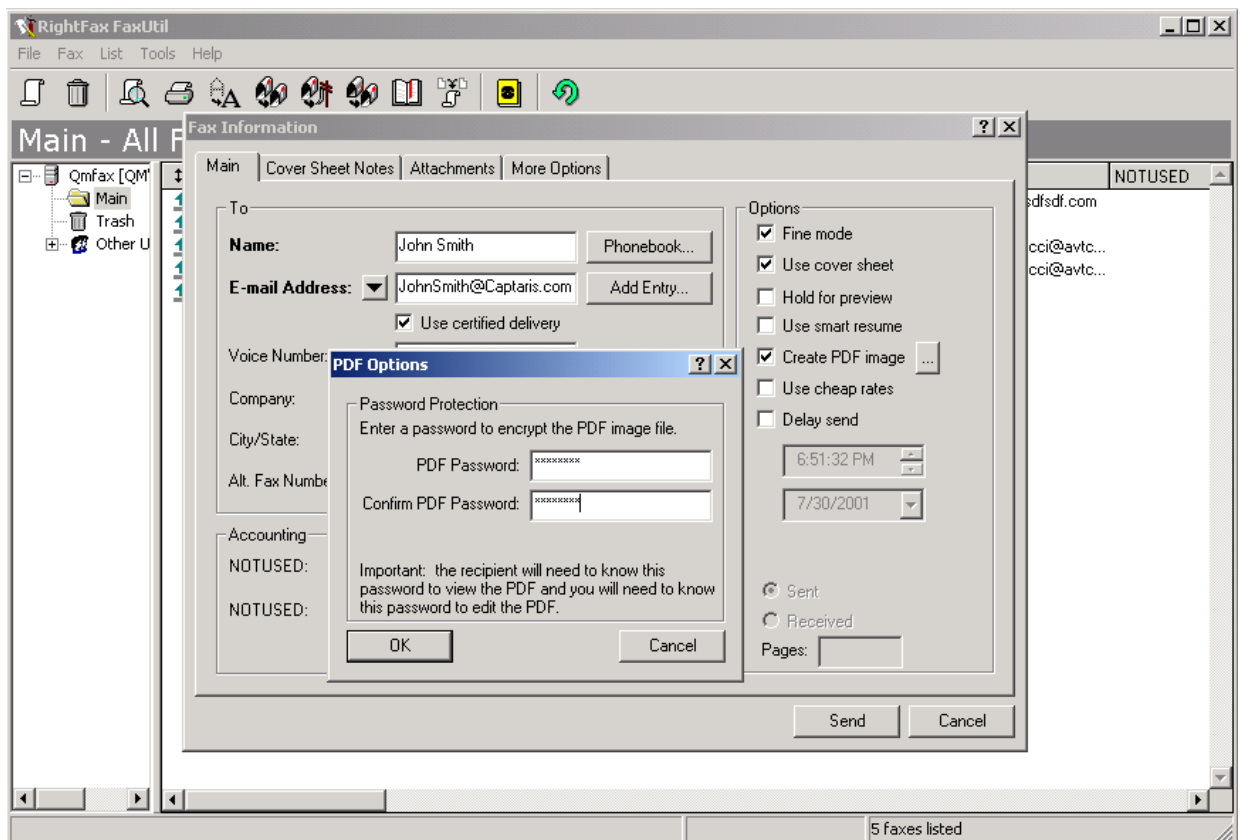 RightFax FaxUtil
File Fax List Tools Help
Main - All F
Qmfax [QM'
Main
Trash
Other U
NOTUSED
sdfsdf.com
cci@avtc...
cci@avtc...
Fax Information
Main Cover Sheet Notes Attachments More Options
To
Name: John Smith Phonebook...
E-mail Address: JohnSmith@Captaris.com Add Entry...
Use certified delivery
Voice Number:
Company:
City/State:
Alt. Fax Numbe
Accounting
NOTUSED:
NOTUSED:
Options
Fine mode
Use cover sheet
Hold for preview
Use smart resume
Create PDF image ...
Use cheap rates
Delay send
6:51:32 PM
7/30/2001
Sent
Received
Pages:
PDF Options
Password Protection
Enter a password to encrypt the PDF image file.
PDF Password: ********
Confirm PDF Password: ********
Important: the recipient will need to know this
password to view the PDF and you will need to know
this password to edit the PDF.
OK Cancel
Send Cancel
5 faxes listed